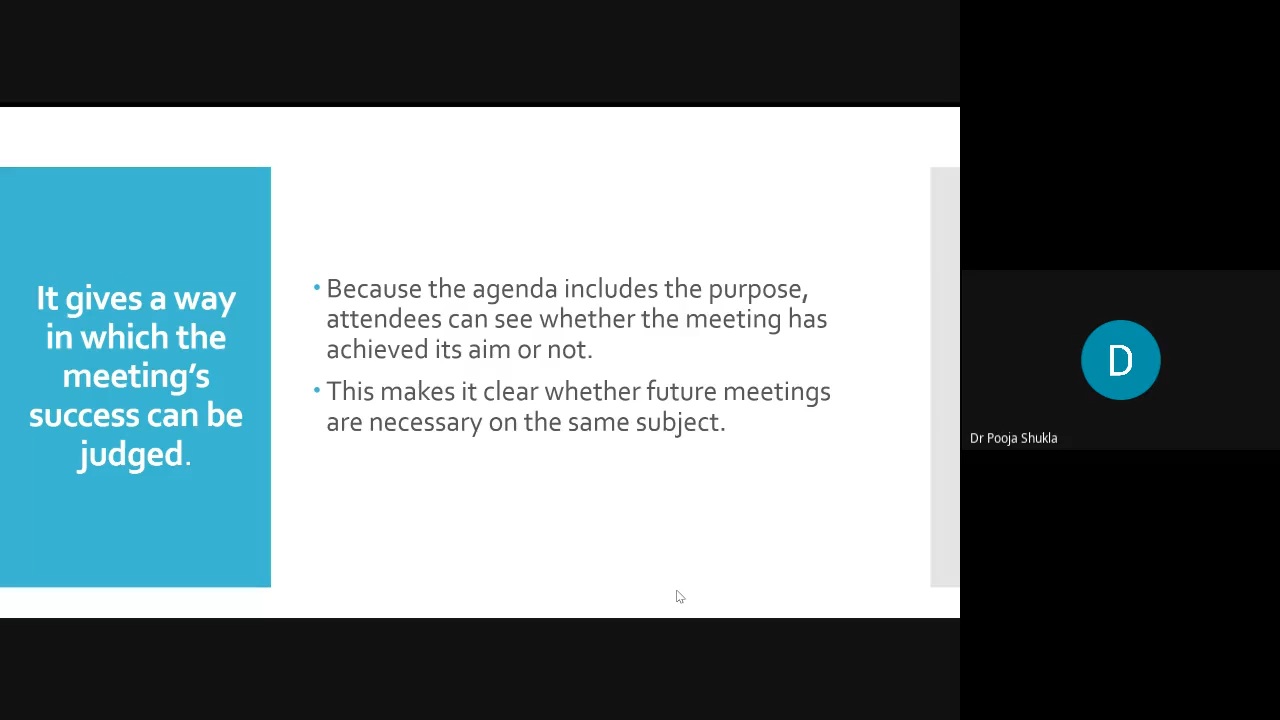 It gives a way
in which the
meeting’s
success can be
judged.
• Because the agenda includes the purpose,
attendees can see whether the meeting has
achieved its aim or not.
• This makes it clear whether future meetings
are necessary on the same subject.
D
Dr Pooja Shukla